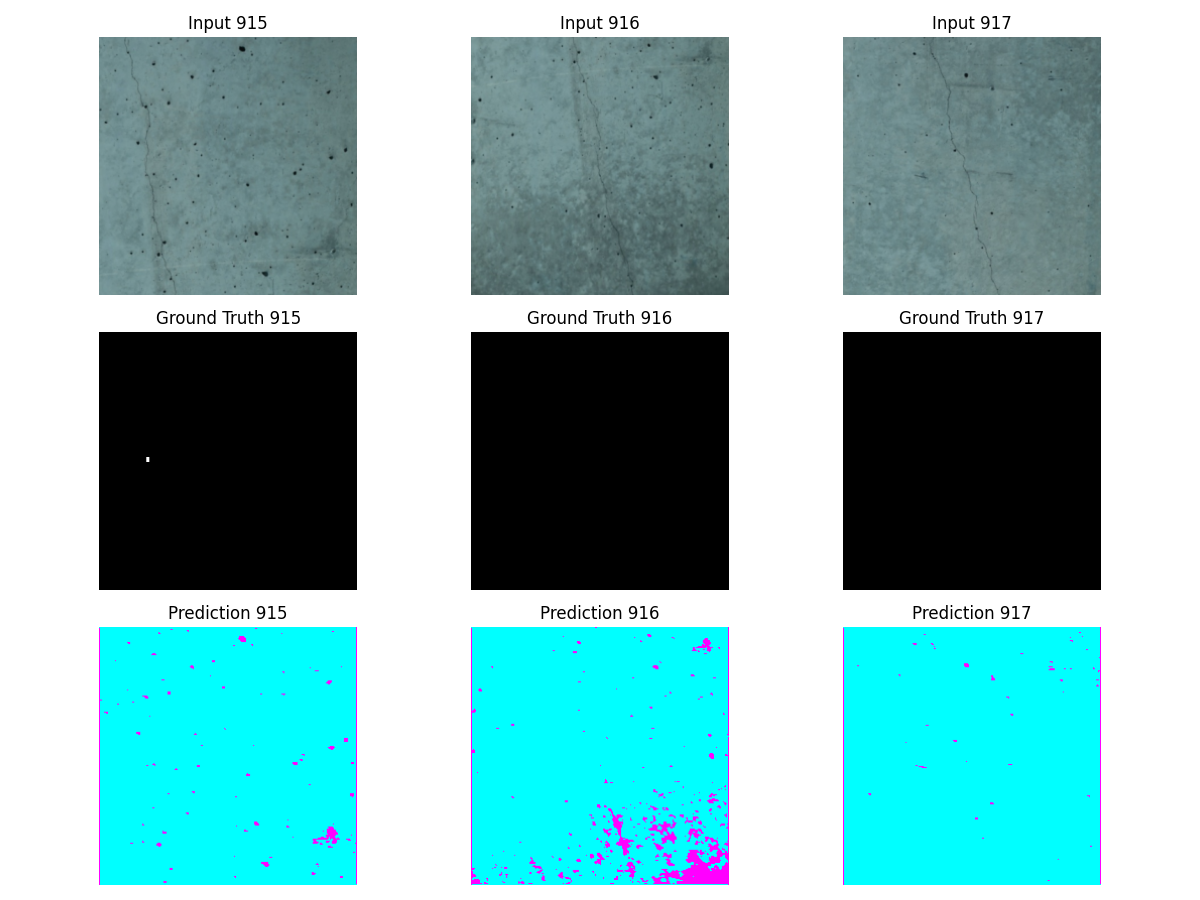 Input 915
Input 916
Input 917
Ground Truth 915
Ground Truth 916
Ground Truth 917
Prediction 915
Prediction 916
Prediction 917